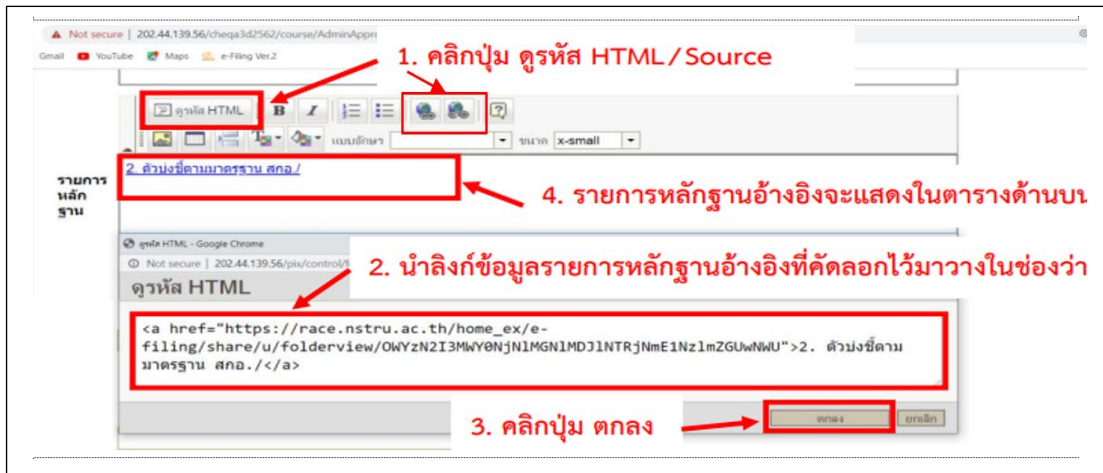 Not secure | 202.44.139.56/cheqa3d2562/course/AdminAppr
Gmail YouTube Maps e-Filing Ver.2
1. คลิกปุ่ม ดูรหัส HTML/Source
ดูรหัส HTML B I
แบบอักษร ขนาด x-small
2. ตัวบ่งชี้ตามมาตรฐาน สกอ./
รายการ
หลัก
ฐาน
4. รายการหลักฐานอ้างอิงจะแสดงในตารางด้านบน
ดูรหัส HTML - Google Chrome
Not secure | 202.44.139.56/pix/control/f
2. นำลิงก์ข้อมูลรายการหลักฐานอ้างอิงที่คัดลอกไว้มาวางในช่องว่า
ดูรหัส HTML
<a href="https://race.nstru.ac.th/home_ex/e-
filing/share/u/folderview/OWYzN2I3MWY0NjNlMGNlMDJlNTRjNmE1NzlmZGUwNWU">2. ตัวบ่งชี้ตาม
มาตรฐาน สกอ./</a>
3. คลิกปุ่ม ตกลง
ตกลง ยกเลิก